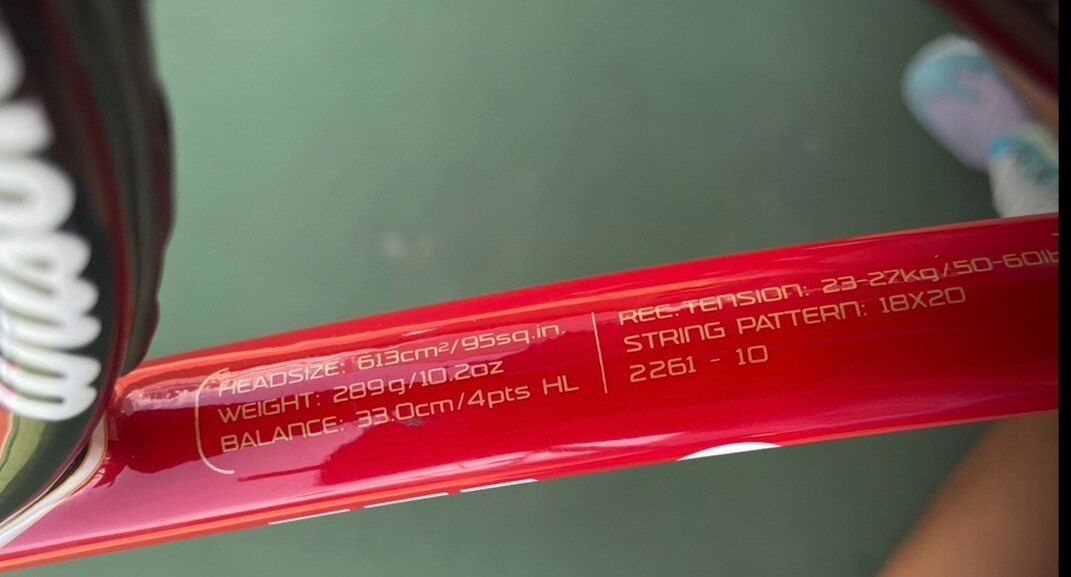 HEADSIZE: 613cm²/95sq.in.
WEIGHT: 289g/10.2oz
BALANCE: 33.0cm/4pts HL
REC. TENSION: 23-27kg/50-60lb
STRING PATTERN: 18X20
2261 - 10